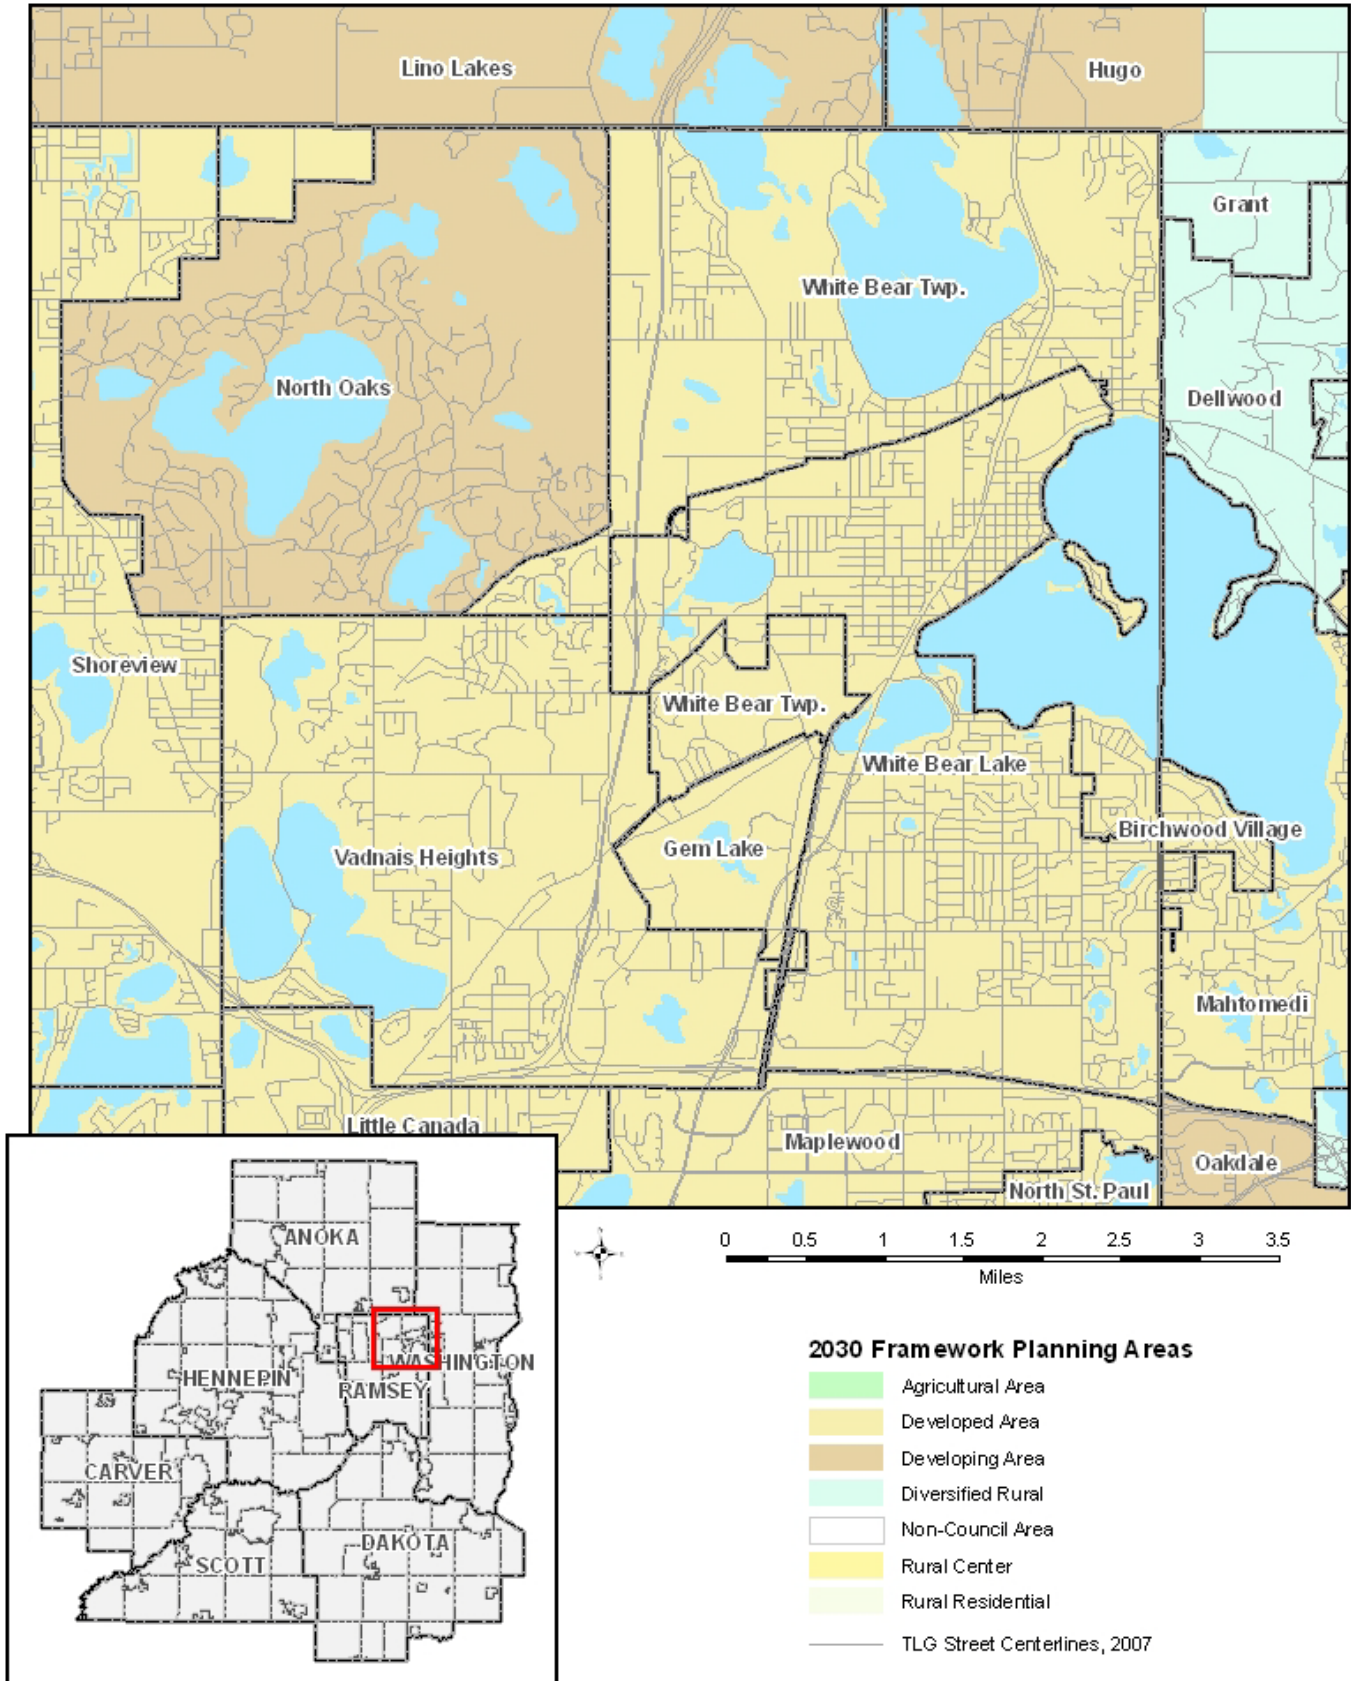 Lino Lakes
Hugo
Grant
White Bear Twp.
North Oaks
Dellwood
Shoreview
White Bear Twp.
White Bear Lake
Birchwood Village
Gem Lake
Vadnais Heights
Mahtomedi
Little Canada
Maplewood
Oakdale
North St. Paul
ANOKA
WASHINGTON
HENNEPIN
RAMSEY
CARVER
DAKOTA
SCOTT
0 0.5 1 1.5 2 2.5 3 3.5
Miles
2030 Framework Planning Areas
Agricultural Area
Developed Area
Developing Area
Diversified Rural
Non-Council Area
Rural Center
Rural Residential
TLG Street Centerlines, 2007